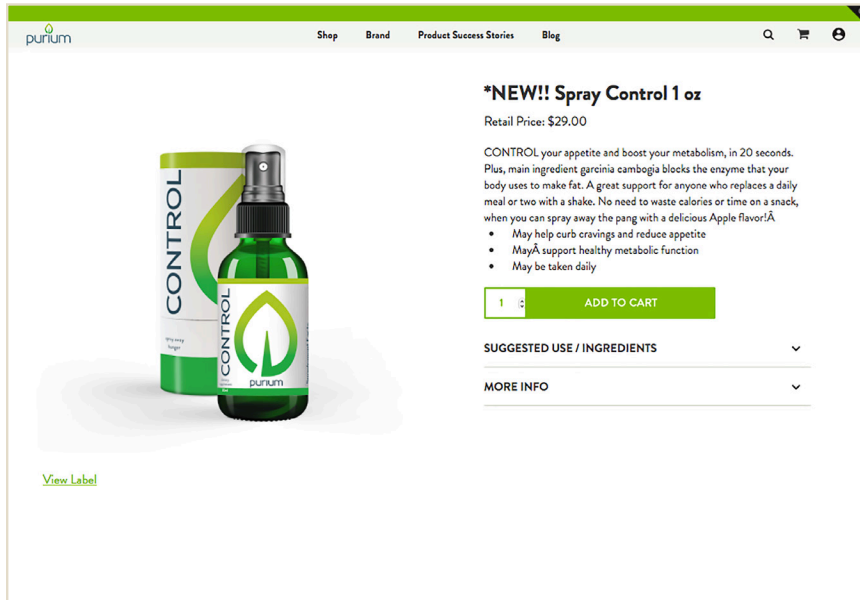 purium
Shop
Brand
Product Success Stories
Blog
*NEW!! Spray Control 1 oz
Retail Price: $29.00
CONTROL your appetite and boost your metabolism, in 20 seconds.
Plus, main ingredient garcinia cambogia blocks the enzyme that your
body uses to make fat. A great support for anyone who replaces a daily
meal or two with a shake. No need to waste calories or time on a snack,
when you can spray away the pang with a delicious Apple flavor!Â
• May help curb cravings and reduce appetite
• MayÂ support healthy metabolic function
• May be taken daily
1
ADD TO CART
SUGGESTED USE / INGREDIENTS
MORE INFO
CONTROL
spray away
hunger
CONTROL
purium
View Label